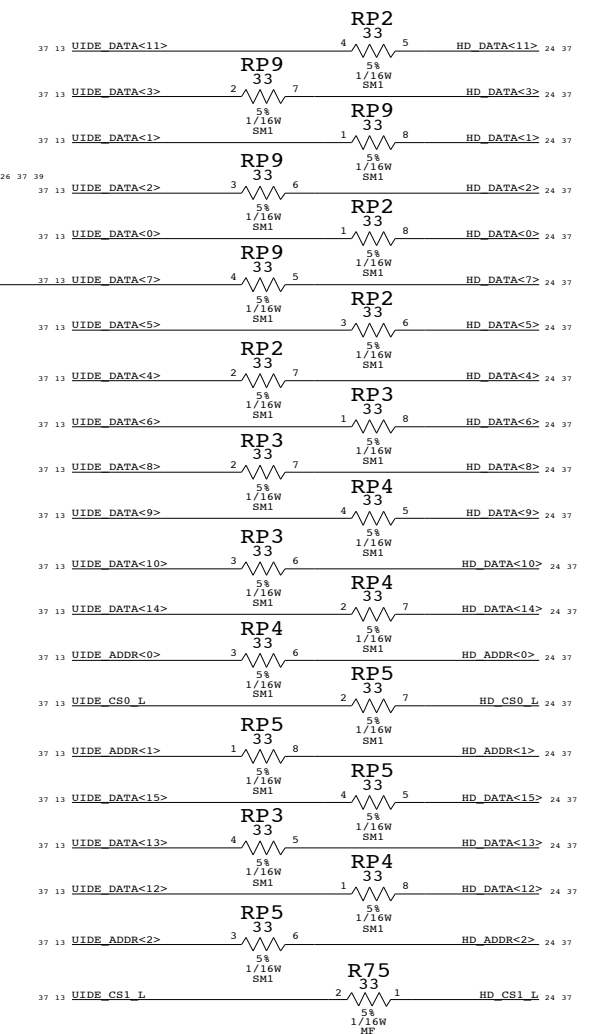 RP2
33
37 13 UIDE_DATA<11> 4 5 HD_DATA<11> 24 37
5%
1/16W
SM1
RP9
33
37 13 UIDE_DATA<3> 2 7 HD_DATA<3> 24 37
5%
1/16W
SM1
RP9
33
37 13 UIDE_DATA<1> 1 8 HD_DATA<1> 24 37
5%
1/16W
SM1
26 37 39
RP9
33
37 13 UIDE_DATA<2> 3 6 HD_DATA<2> 24 37
5%
1/16W
SM1
RP2
33
37 13 UIDE_DATA<0> 1 8 HD_DATA<0> 24 37
5%
1/16W
SM1
RP9
33
37 13 UIDE_DATA<7> 4 5 HD_DATA<7> 24 37
5%
1/16W
SM1
RP2
33
37 13 UIDE_DATA<5> 3 6 HD_DATA<5> 24 37
5%
1/16W
SM1
RP2
33
37 13 UIDE_DATA<4> 2 7 HD_DATA<4> 24 37
5%
1/16W
SM1
RP3
33
37 13 UIDE_DATA<6> 1 8 HD_DATA<6> 24 37
5%
1/16W
SM1
RP3
33
37 13 UIDE_DATA<8> 2 7 HD_DATA<8> 24 37
5%
1/16W
SM1
RP4
33
37 13 UIDE_DATA<9> 4 5 HD_DATA<9> 24 37
5%
1/16W
SM1
RP3
33
37 13 UIDE_DATA<10> 3 6 HD_DATA<10> 24 37
5%
1/16W
SM1
RP4
33
37 13 UIDE_DATA<14> 2 7 HD_DATA<14> 24 37
5%
1/16W
SM1
RP4
33
37 13 UIDE_ADDR<0> 3 6 HD_ADDR<0> 24 37
5%
1/16W
SM1
RP5
33
37 13 UIDE_CS0_L 2 7 HD_CS0_L 24 37
5%
1/16W
SM1
RP5
33
37 13 UIDE_ADDR<1> 1 8 HD_ADDR<1> 24 37
5%
1/16W
SM1
RP5
33
37 13 UIDE_DATA<15> 4 5 HD_DATA<15> 24 37
5%
1/16W
SM1
RP3
33
37 13 UIDE_DATA<13> 4 5 HD_DATA<13> 24 37
5%
1/16W
SM1
RP4
33
37 13 UIDE_DATA<12> 1 8 HD_DATA<12> 24 37
5%
1/16W
SM1
RP5
33
37 13 UIDE_ADDR<2> 3 6 HD_ADDR<2> 24 37
5%
1/16W
SM1
R75
33
37 13 UIDE_CS1_L 2 1 HD_CS1_L 24 37
5%
1/16W
MF